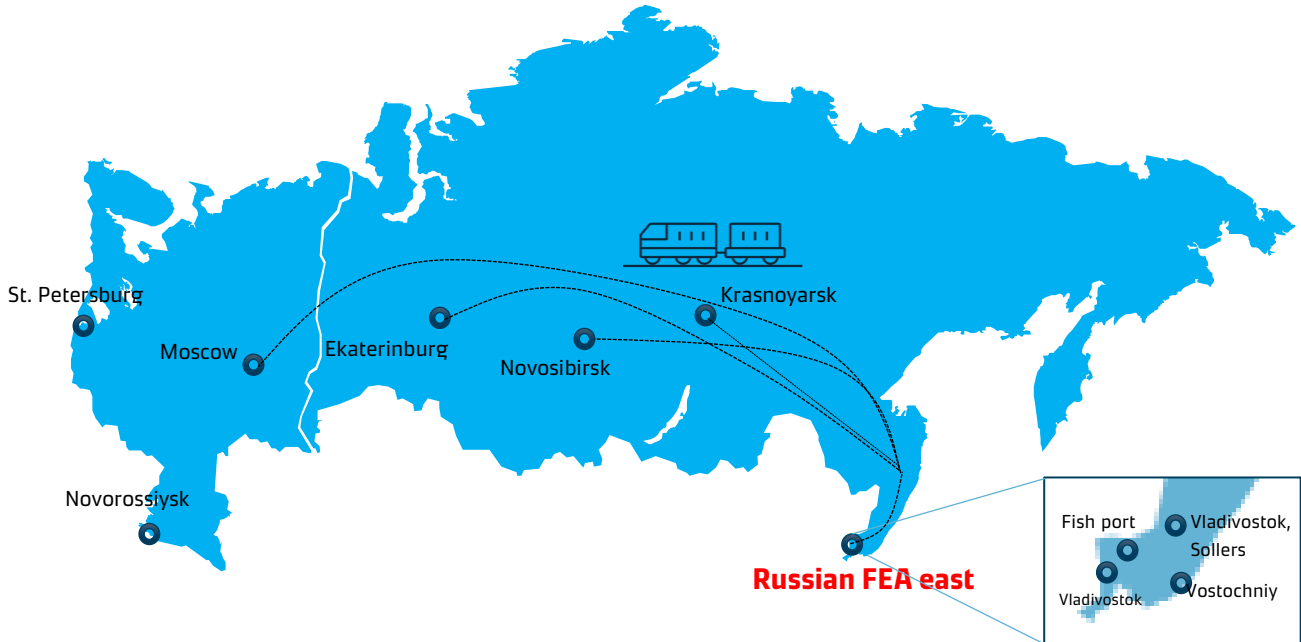 St. Petersburg
Krasnoyarsk
Moscow
Ekaterinburg
Novosibirsk
Novorossiysk
Russian FEA east
Fish port
Vladivostok,
Sollers
Vladivostok
Vostochniy